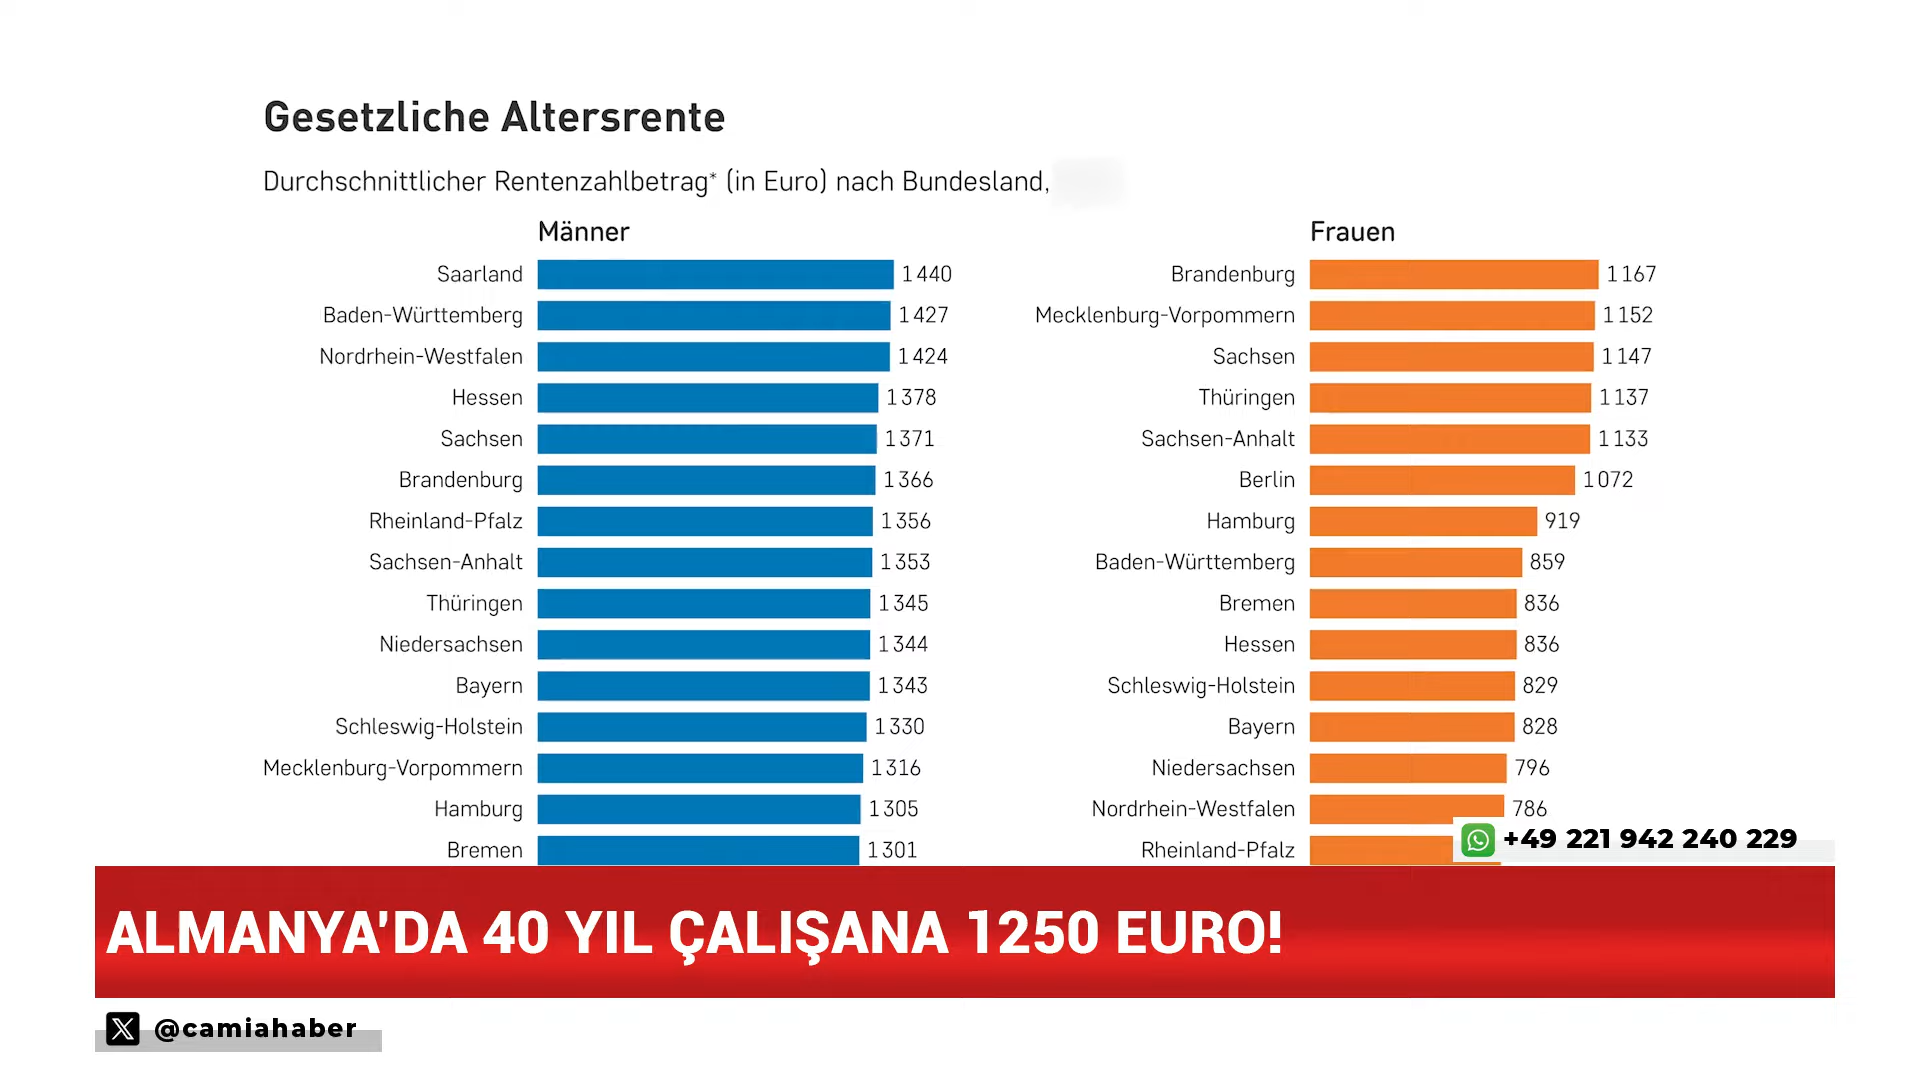 Gesetzliche Altersrente
Durchschnittlicher Rentenzahlbetrag* (in Euro) nach Bundesland,
Männer
Saarland 1 440
Baden-Württemberg 1 427
Nordrhein-Westfalen 1 424
Hessen 1 378
Sachsen 1 371
Brandenburg 1 366
Rheinland-Pfalz 1 356
Sachsen-Anhalt 1 353
Thüringen 1 345
Niedersachsen 1 344
Bayern 1 343
Schleswig-Holstein 1 330
Mecklenburg-Vorpommern 1 316
Hamburg 1 305
Bremen 1 301
Frauen
Brandenburg 1 167
Mecklenburg-Vorpommern 1 152
Sachsen 1 147
Thüringen 1 137
Sachsen-Anhalt 1 133
Berlin 1 072
Hamburg 919
Baden-Württemberg 859
Bremen 836
Hessen 836
Schleswig-Holstein 829
Bayern 828
Niedersachsen 796
Nordrhein-Westfalen 786
Rheinland-Pfalz
+49 221 942 240 229
ALMANYA'DA 40 YIL ÇALIŞANA 1250 EURO!
@camiahaber